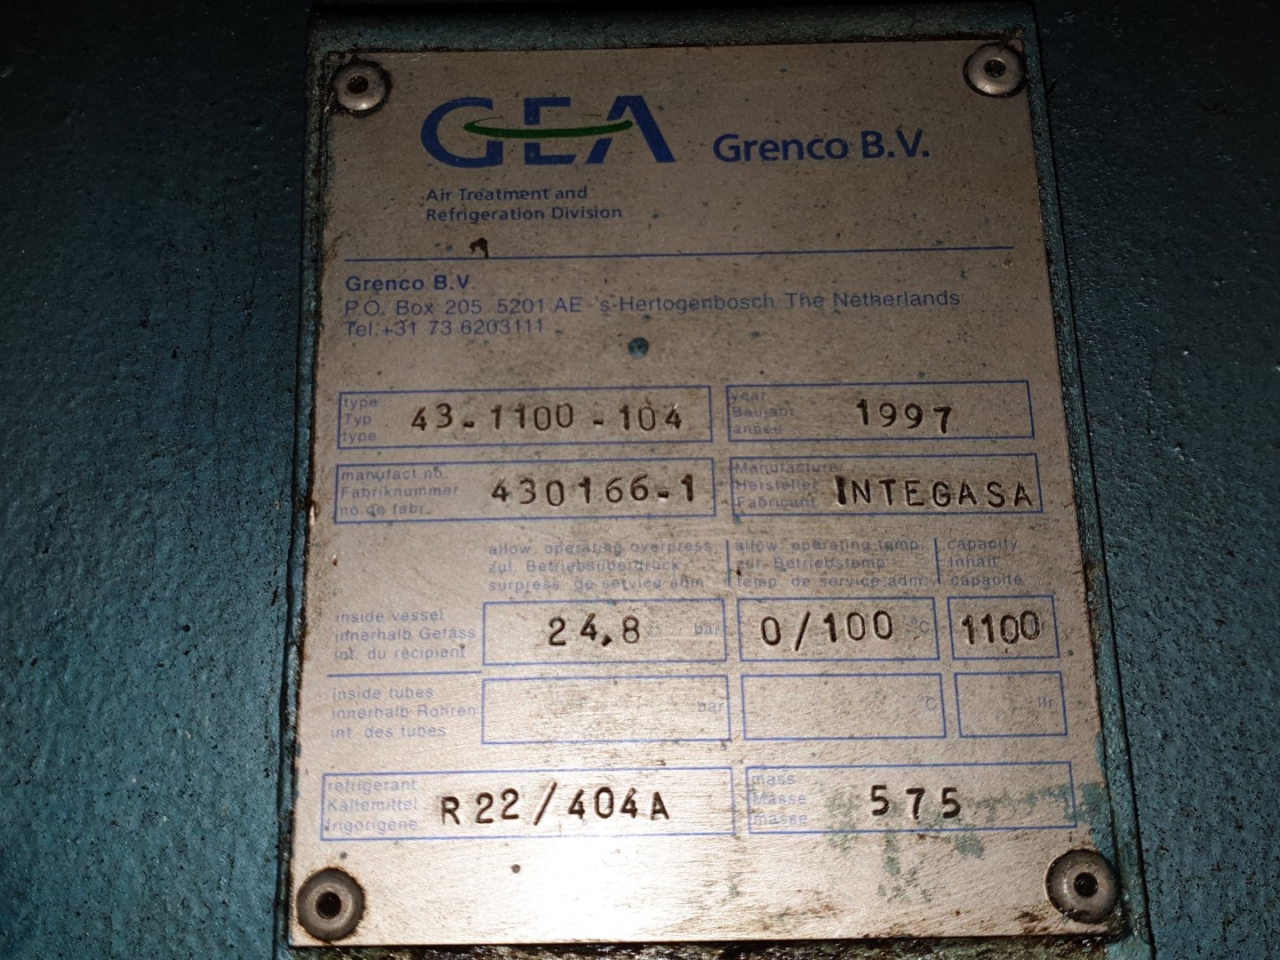 GEA Grenco B.V.
Air Treatment and
Refrigeration Division
Grenco B.V.
P.O. Box 205 5201 AE 's-Hertogenbosch The Netherlands
Tel.+31 73 6203111
type
Typ 43-1100-104
type
year
Baujahr 1997
année
manufact no.
Fabriknummer 430166-1
no de fabr.
Manufacturer
Hersteller INTEGASA
Fabricant
allow operating overpress
zul. Betriebsüberdruck
surpress de service adm.
allow operating temp.
zul. Betriebstemp
temp. de service adm.
capacity
Inhalt
capacité
inside vessel
innerhalb Gefäss 24,8 bar 0/100 °C 1100
int. du récipient
inside tubes
innerhalb Rohren bar °C ltr.
int. des tubes
refrigerant
Kältemittel R22/404A
frigorigène
mass
Masse 575
masse